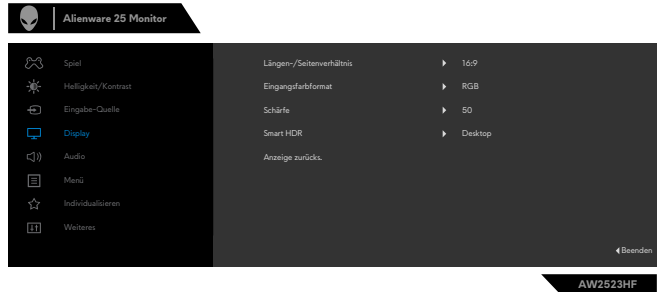 Alienware 25 Monitor
Spiel
Helligkeit/Kontrast
Eingabe-Quelle
Display
Audio
Menü
Individualisieren
Weiteres
Längen-/Seitenverhältnis 16:9
Eingangsfarbformat RGB
Schärfe 50
Smart HDR Desktop
Anzeige zurücks.
Beenden
AW2523HF